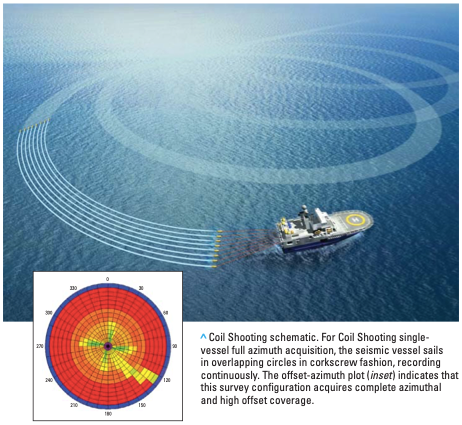 0
330
30
300
60
270
90
240
120
210
150
180
^ Coil Shooting schematic. For Coil Shooting single-
vessel full azimuth acquisition, the seismic vessel sails
in overlapping circles in corkscrew fashion, recording
continuously. The offset-azimuth plot (inset) indicates that
this survey configuration acquires complete azimuthal
and high offset coverage.